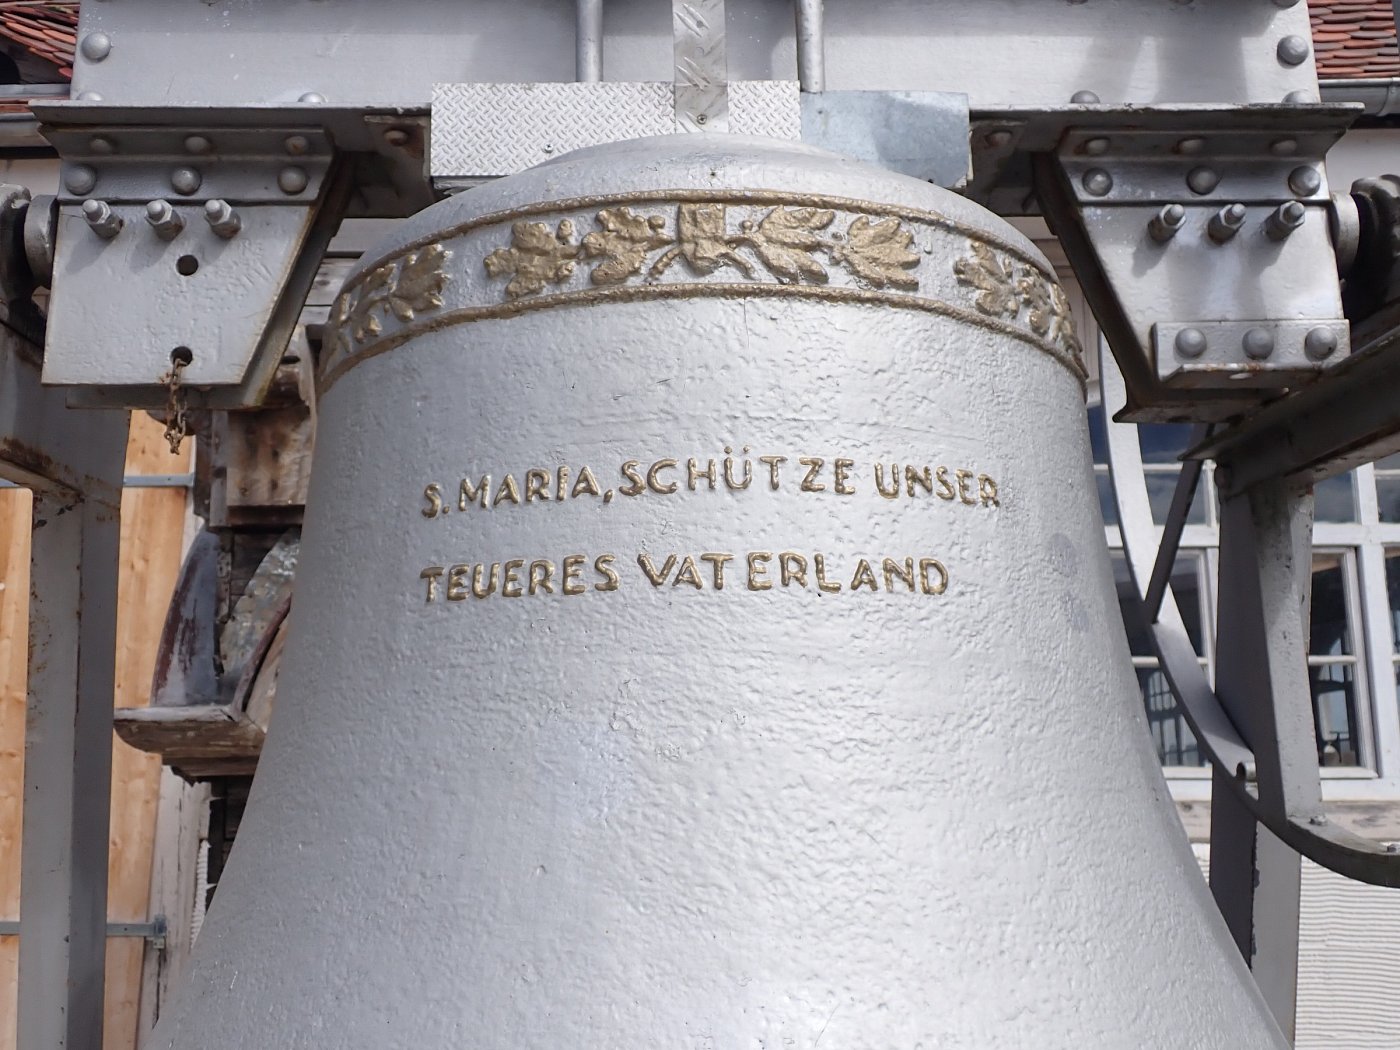 S. MARIA, SCHÜTZE UNSER
TEUERES VATERLAND